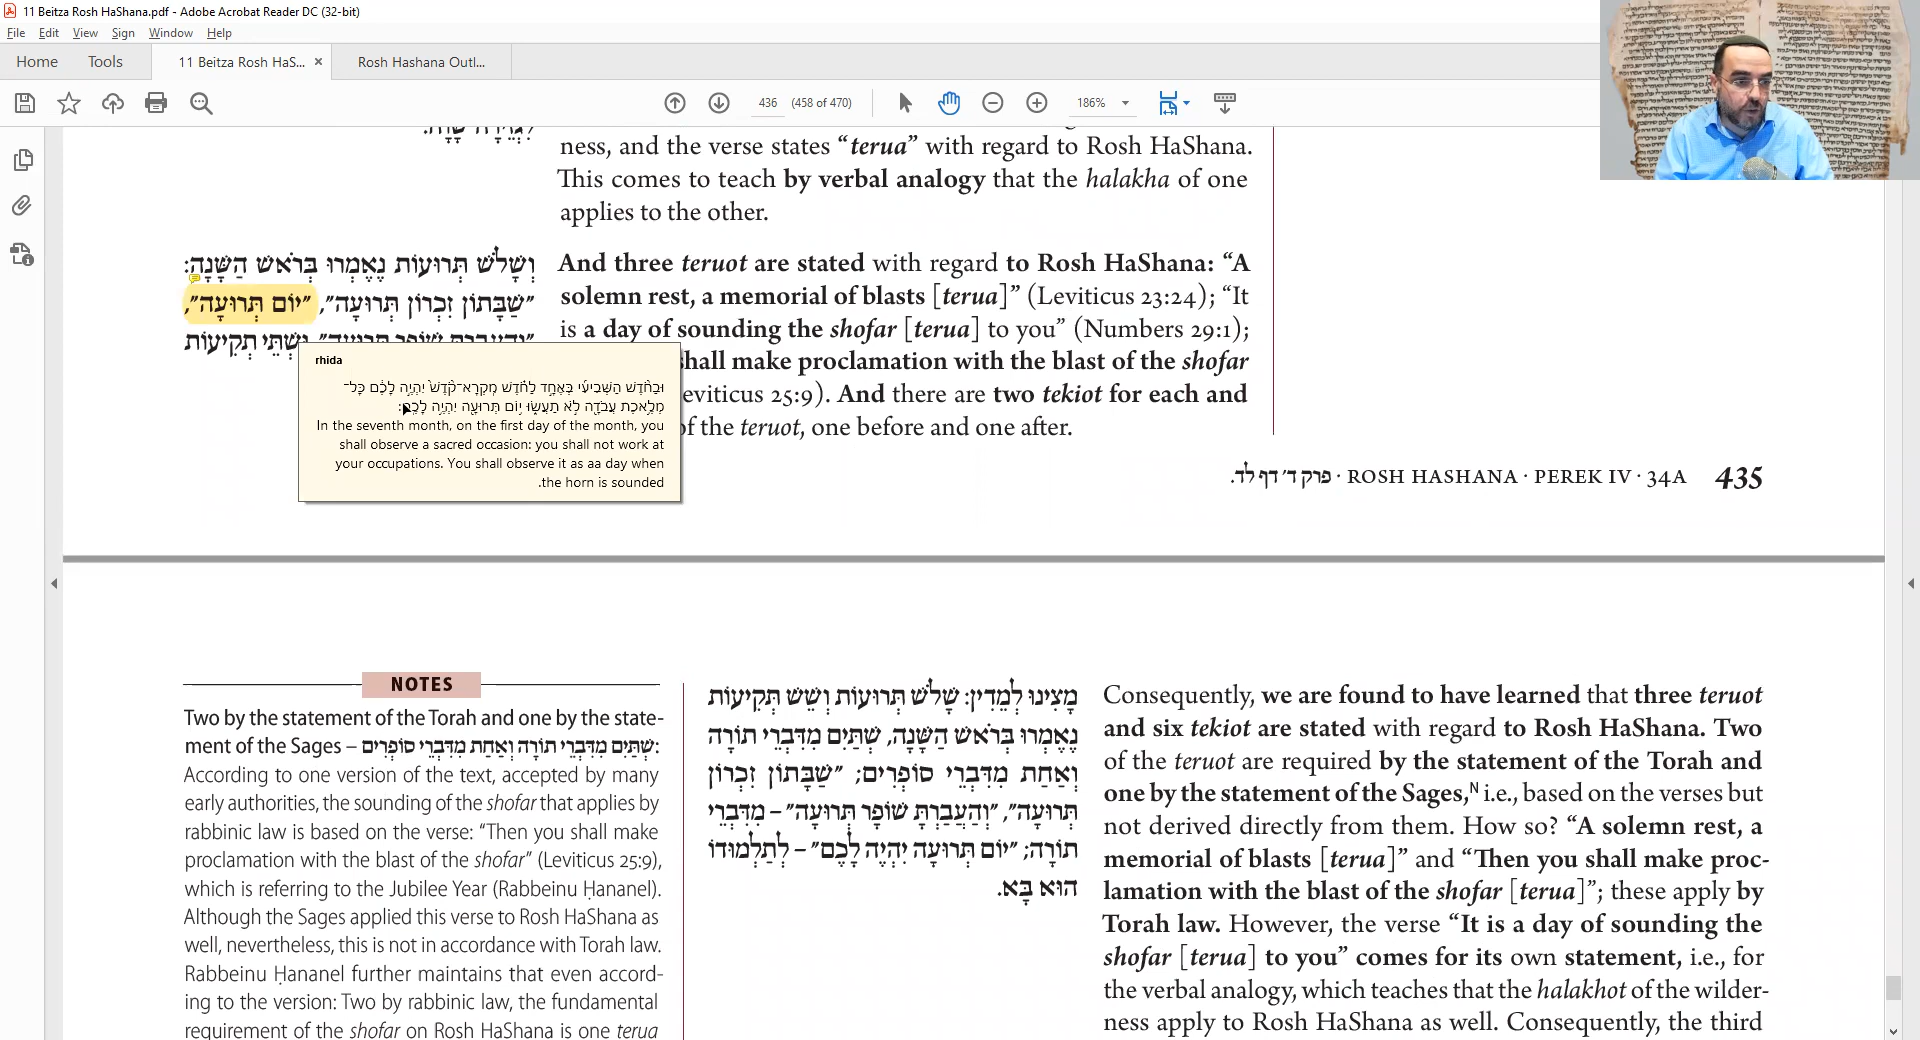 11 Beitza Rosh HaShana.pdf - Adobe Acrobat Reader DC (32-bit)
File Edit View Sign Window Help
Home Tools 11 Beitza Rosh HaS... × Rosh Hashana Outl...
436 (458 of 470) 186%
ness, and the verse states “terua” with regard to Rosh HaShana.
This comes to teach by verbal analogy that the halakha of one
applies to the other.
וְשָׁלֹשׁ תְּרוּעוֹת נֶאֶמְרוּ בְּרֹאשׁ הַשָּׁנָה:
״שַׁבָּתוֹן זִכְרוֹן תְּרוּעָה״, ״יוֹם תְּרוּעָה״,
״וְהַעֲבַרְתָּ שׁוֹפַר תְּרוּעָה״ וּשְׁתֵּי תְקִיעוֹת
And three teruot are stated with regard to Rosh HaShana: “A
solemn rest, a memorial of blasts [terua]” (Leviticus 23:24); “It
is a day of sounding the shofar [terua] to you” (Numbers 29:1);
shall make proclamation with the blast of the shofar
eviticus 25:9). And there are two tekiot for each and
of the teruot, one before and one after.
rhida
וּבַחֹ֨דֶשׁ הַשְּׁבִיעִ֜י בְּאֶחָ֣ד לַחֹ֗דֶשׁ מִֽקְרָא־קֹ֙דֶשׁ֙ יִהְיֶ֣ה לָכֶ֔ם כׇּל־
מְלֶ֥אכֶת עֲבֹדָ֖ה לֹ֣א תַעֲשׂ֑וּ י֥וֹם תְּרוּעָ֖ה יִהְיֶ֥ה לָכֶֽם׃
In the seventh month, on the first day of the month, you
shall observe a sacred occasion: you shall not work at
your occupations. You shall observe it as aa day when
the horn is sounded.
פרק ד׳ דף לד. · ROSH HASHANA · PEREK IV · 34A 435
NOTES
Two by the statement of the Torah and one by the state-
ment of the Sages – שְׁתַּיִם מִדִּבְרֵי תוֹרָה וְאַחַת מִדִּבְרֵי סוֹפְרִים:
According to one version of the text, accepted by many
early authorities, the sounding of the shofar that applies by
rabbinic law is based on the verse: “Then you shall make
proclamation with the blast of the shofar” (Leviticus 25:9),
which is referring to the Jubilee Year (Rabbeinu Ḥananel).
Although the Sages applied this verse to Rosh HaShana as
well, nevertheless, this is not in accordance with Torah law.
Rabbeinu Ḥananel further maintains that even accord-
ing to the version: Two by rabbinic law, the fundamental
requirement of the shofar on Rosh HaShana is one terua
מָצִינוּ לְמֵדִין: שָׁלֹשׁ תְּרוּעוֹת וְשֵׁשׁ תְּקִיעוֹת
נֶאֶמְרוּ בְּרֹאשׁ הַשָּׁנָה, שְׁתַּיִם מִדִּבְרֵי תוֹרָה
וְאַחַת מִדִּבְרֵי סוֹפְרִים; ״שַׁבָּתוֹן זִכְרוֹן
תְּרוּעָה״, ״וְהַעֲבַרְתָּ שׁוֹפַר תְּרוּעָה״ – מִדִּבְרֵי
תוֹרָה; ״יוֹם תְּרוּעָה יִהְיֶה לָכֶם״ – לְתַלְמוּדוֹ
הוּא בָּא.
Consequently, we are found to have learned that three teruot
and six tekiot are stated with regard to Rosh HaShana. Two
of the teruot are required by the statement of the Torah and
one by the statement of the Sages,ᴺ i.e., based on the verses but
not derived directly from them. How so? “A solemn rest, a
memorial of blasts [terua]” and “Then you shall make proc-
lamation with the blast of the shofar [terua]”; these apply by
Torah law. However, the verse “It is a day of sounding the
shofar [terua] to you” comes for its own statement, i.e., for
the verbal analogy, which teaches that the halakhot of the wilder-
ness apply to Rosh HaShana as well. Consequently, the third